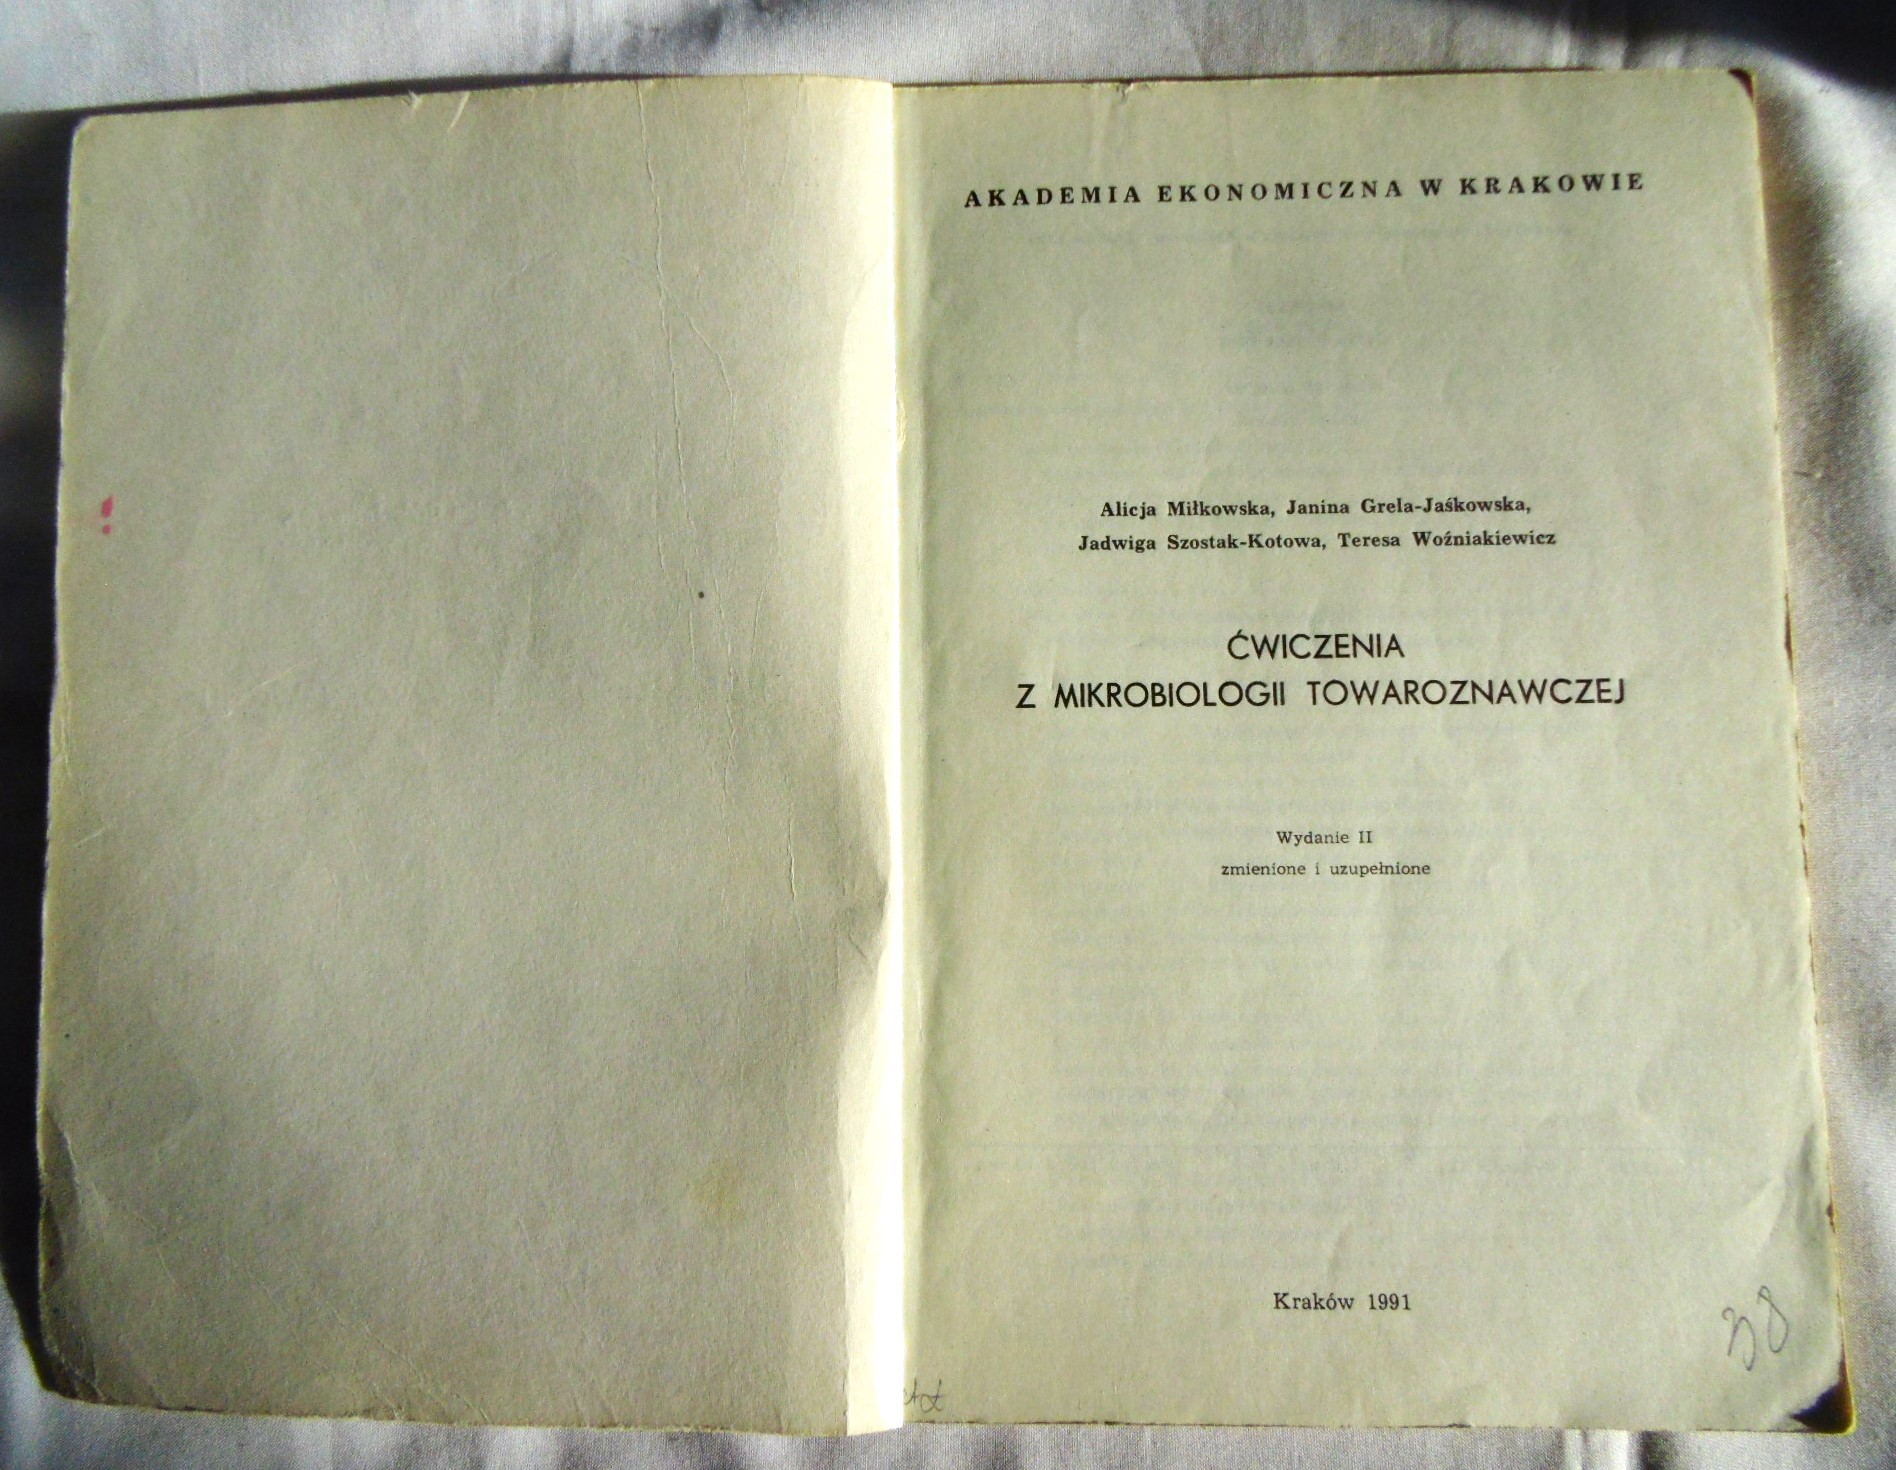 AKADEMIA EKONOMICZNA W KRAKOWIE
Alicja Miłkowska, Janina Grela-Jaśkowska,
Jadwiga Szostak-Kotowa, Teresa Woźniakiewicz
ĆWICZENIA
Z MIKROBIOLOGII TOWAROZNAWCZEJ
Wydanie II
zmienione i uzupełnione
Kraków 1991
38